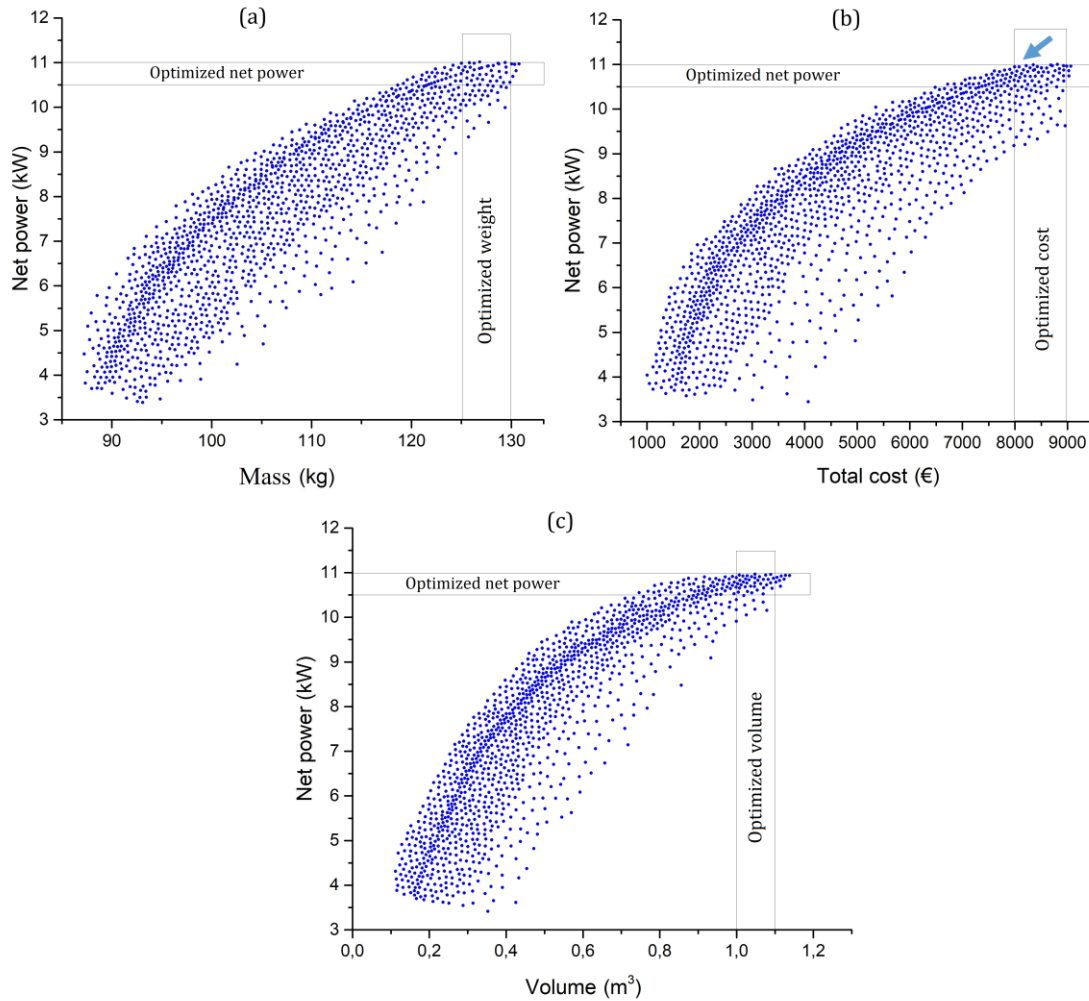 (a)
12
11
10
9
8
7
6
5
4
3
Net power (kW)
Optimized net power
Optimized weight
90 100 110 120 130
Mass (kg)
(b)
12
11
10
9
8
7
6
5
4
3
Net power (kW)
Optimized net power
Optimized cost
1000 2000 3000 4000 5000 6000 7000 8000 9000
Total cost (€)
(c)
12
11
10
9
8
7
6
5
4
3
Net power (kW)
Optimized net power
Optimized volume
0,0 0,2 0,4 0,6 0,8 1,0 1,2
Volume (m³)